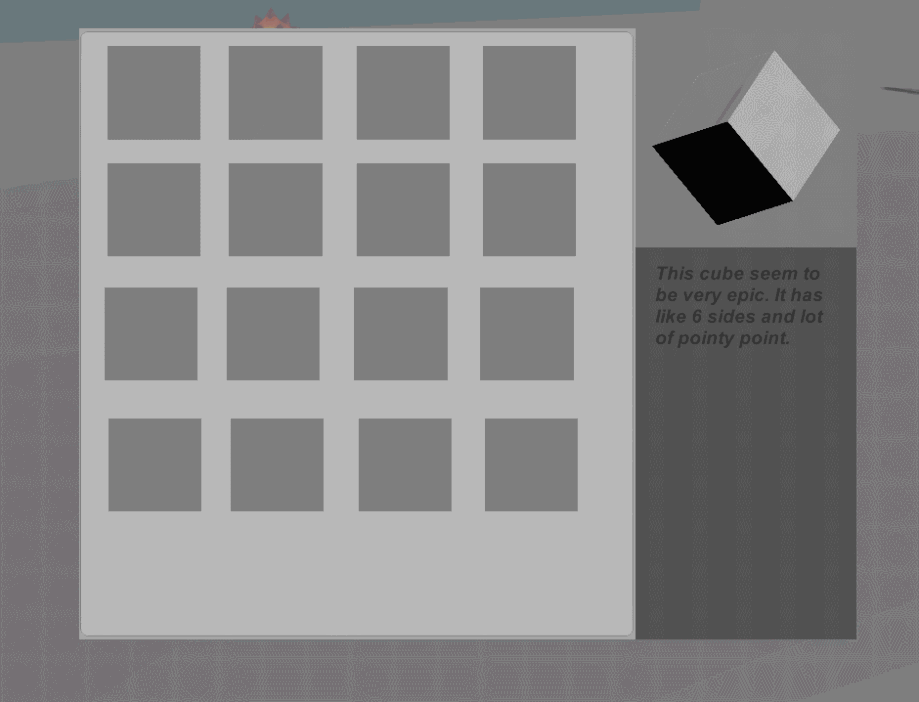 This cube seem to
be very epic. It has
like 6 sides and lot
of pointy point.